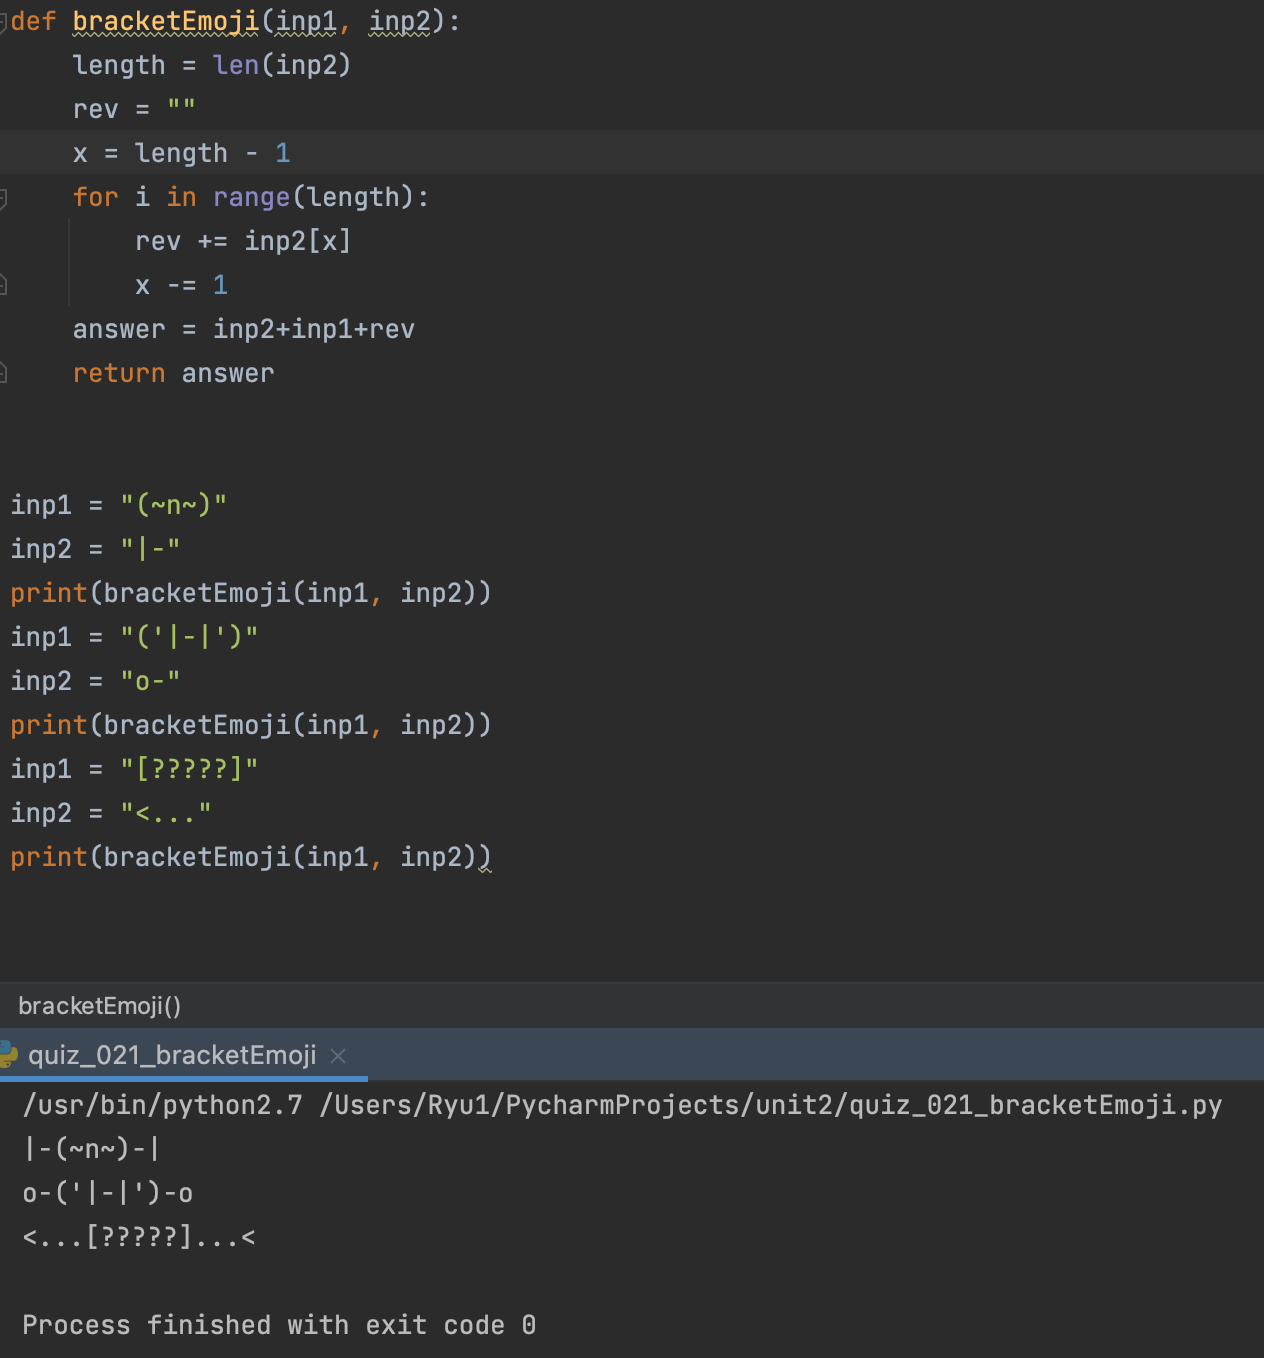 def bracketEmoji(inp1, inp2):
    length = len(inp2)
    rev = ""
    x = length - 1
    for i in range(length):
        rev += inp2[x]
        x -= 1
    answer = inp2+inp1+rev
    return answer
inp1 = "(~n~)"
inp2 = "|-"
print(bracketEmoji(inp1, inp2))
inp1 = "('|-|')"
inp2 = "o-"
print(bracketEmoji(inp1, inp2))
inp1 = "[?????]"
inp2 = "<..."
print(bracketEmoji(inp1, inp2))
bracketEmoji()
quiz_021_bracketEmoji
/usr/bin/python2.7 /Users/Ryu1/PycharmProjects/unit2/quiz_021_bracketEmoji.py
|-(~n~)-|
o-('|-|')-o
<...[?????]...<
Process finished with exit code 0